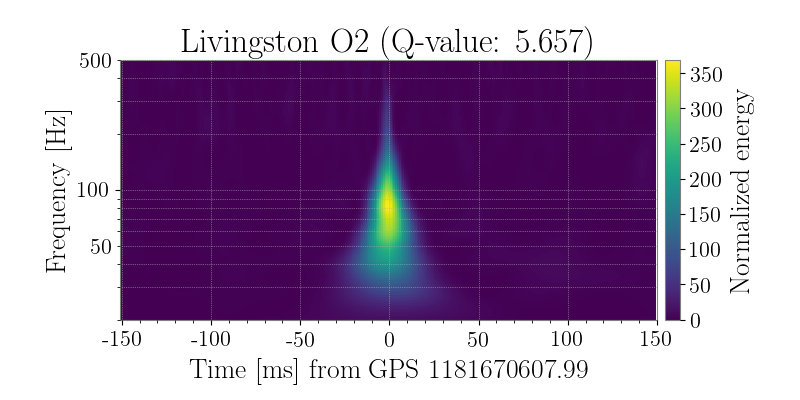 Livingston O2 (Q-value: 5.657)
500
100
50
Frequency [Hz]
-150 -100 -50 0 50 100 150
Time [ms] from GPS 1181670607.99
350
300
250
200
150
100
50
0
Normalized energy